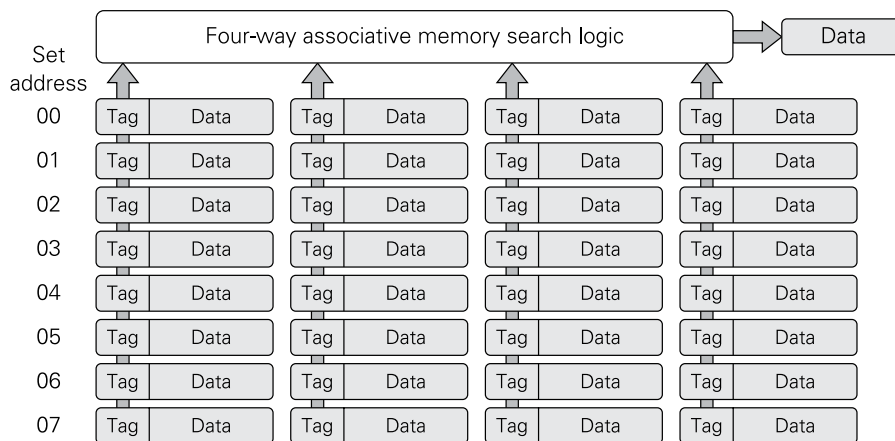 Four-way associative memory search logic
Data
Set
address
00 Tag Data Tag Data Tag Data Tag Data
01 Tag Data Tag Data Tag Data Tag Data
02 Tag Data Tag Data Tag Data Tag Data
03 Tag Data Tag Data Tag Data Tag Data
04 Tag Data Tag Data Tag Data Tag Data
05 Tag Data Tag Data Tag Data Tag Data
06 Tag Data Tag Data Tag Data Tag Data
07 Tag Data Tag Data Tag Data Tag Data